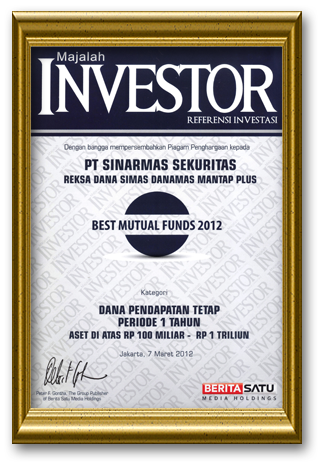 Majalah
INVESTOR
REFERENSI INVESTASI
Dengan bangga mempersembahkan Piagam Penghargaan kepada
PT SINARMAS SEKURITAS
REKSA DANA SIMAS DANAMAS MANTAP PLUS
BEST MUTUAL FUNDS 2012
Kategori
DANA PENDAPATAN TETAP
PERIODE 1 TAHUN
ASET DI ATAS RP 100 MILIAR - RP 1 TRILIUN
Jakarta, 7 Maret 2012
Peter F. Gontha, The Group Publisher
of Berita Satu Media Holdings
BERITASATU
MEDIA HOLDINGS